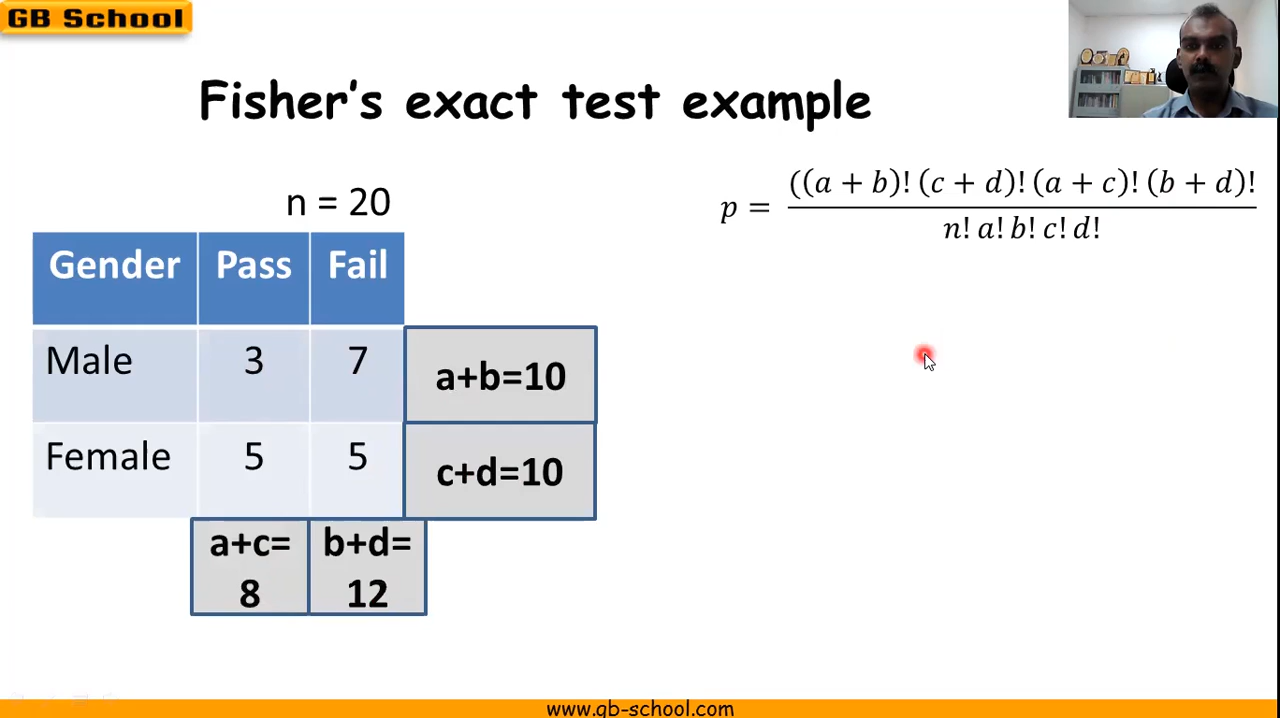 GB School
Fisher's exact test example
n = 20
p = ((a + b)! (c + d)! (a + c)! (b + d)! / n! a! b! c! d!
Gender Pass Fail
Male 3 7 a+b=10
Female 5 5 c+d=10
a+c= b+d=
8 12
www.gb-school.com